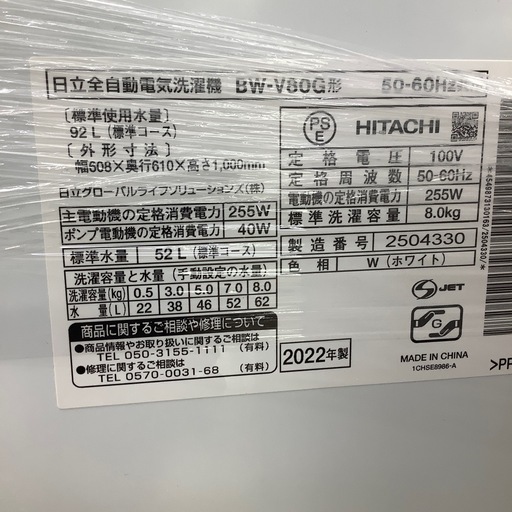 日立全自動電気洗濯機 BW-V80G形 50-60Hz
[標準使用水量]
92L(標準コース)
[外形寸法]
幅608×奥行610×高さ1,000mm
日立グローバルライフソリューションズ(株)
主電動機の定格消費電力 255W
ポンプ電動機の定格消費電力 40W
標準水量 52L(標準コース)
洗濯容量と水量(手動設定の水量)
洗濯容量(kg) 0.5 3.0 5.0 7.0 8.0
水量(L) 22 38 46 52 62
商品に関するご相談や修理について
●商品情報やお取り扱いに関するご相談
TEL 050-3155-1111 (有料)
●修理に関するご相談
TEL 0570-0031-68 (有料)
PSE HITACHI
定格電圧 100V
定格周波数 50-60Hz
電動機の定格消費電力 255W
標準洗濯容量 8.0kg
製造番号 2504330
色相 W(ホワイト)
S JET
2022年製
MADE IN CHINA
1CHSE8986-A
*4549873130163/2504330/*
>PP